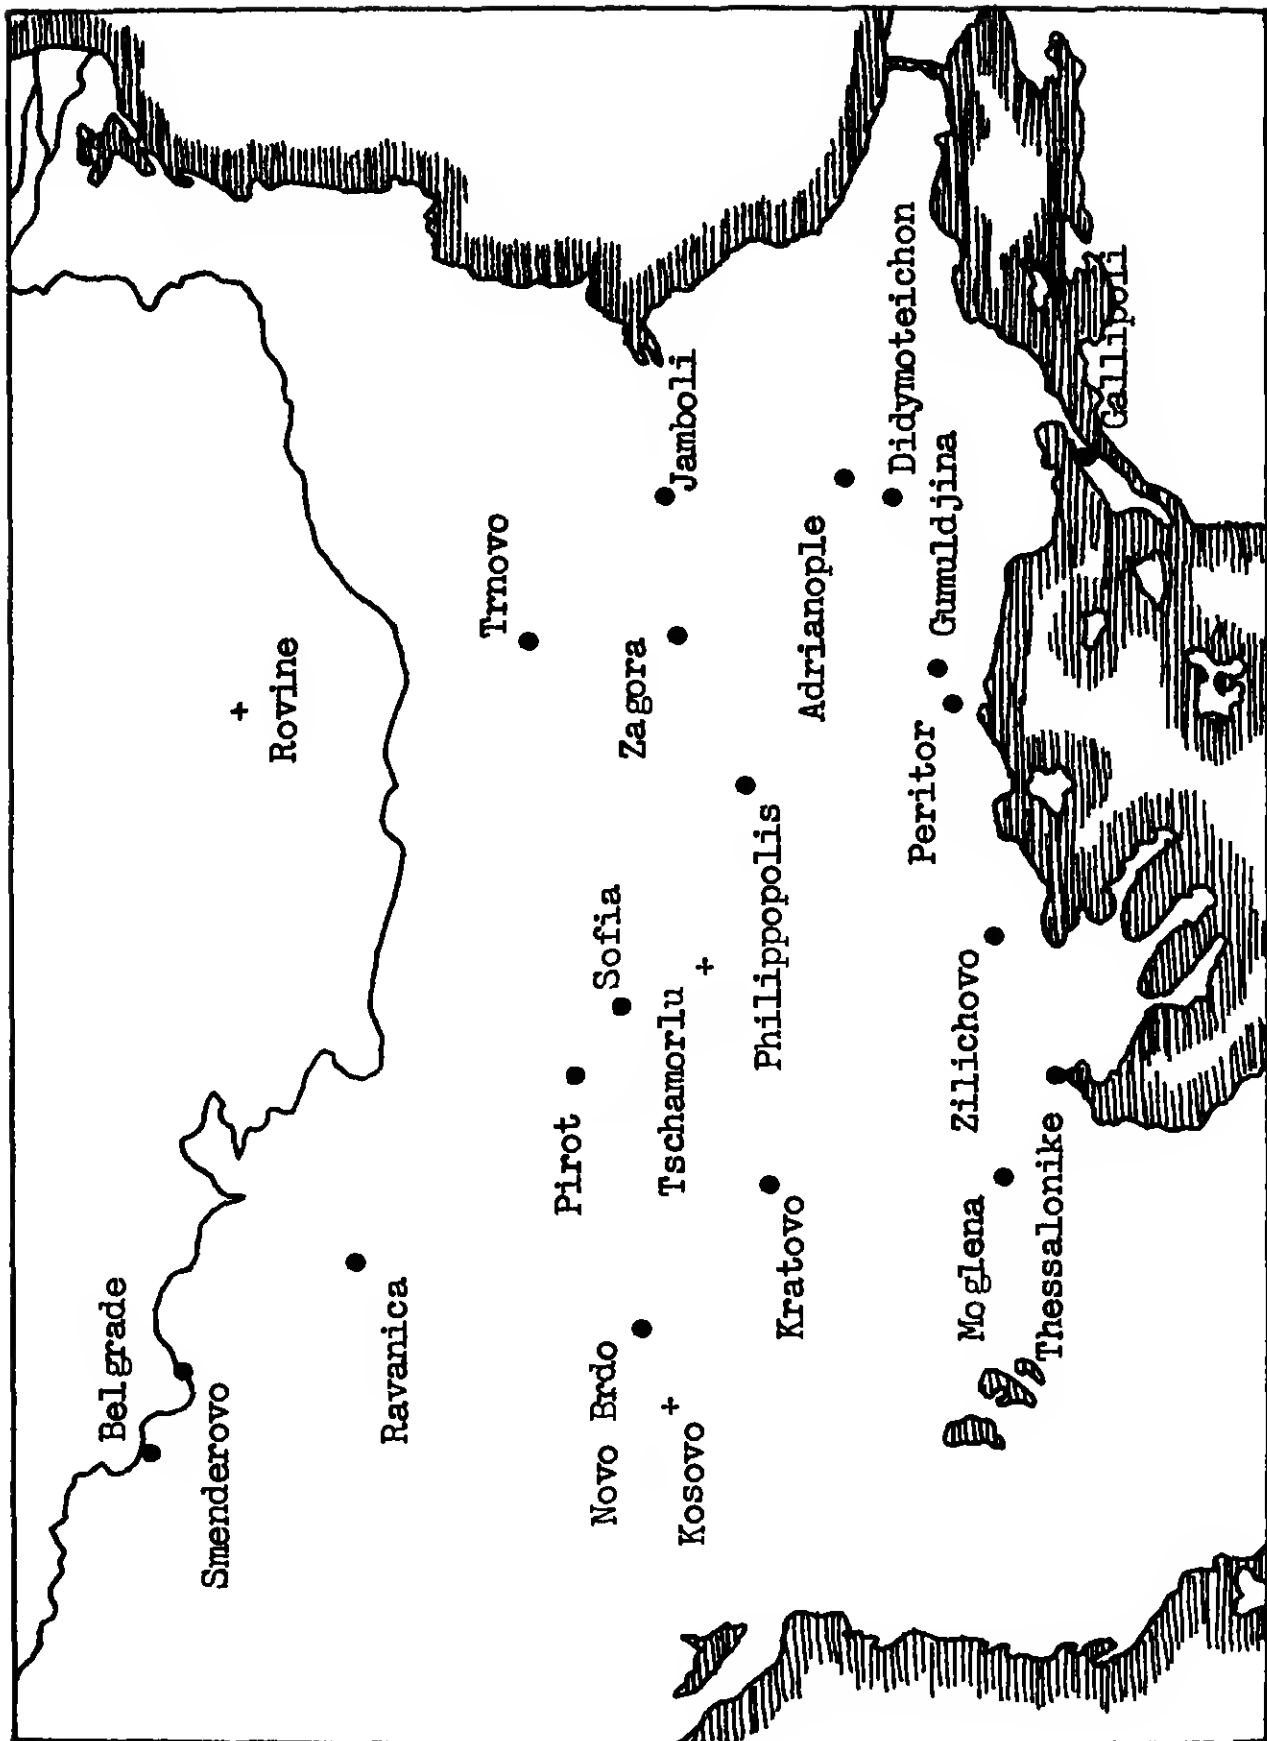 Belgrade
Smenderovo
Rovine
Ravanica
Trnovo
Pirot
Sofia
Novo Brdo
Kosovo
Tschamorlu
Zagora
Jamboli
Philippopolis
Kratovo
Adrianople
Didymoteichon
Gumuldjina
Peritor
Zilichovo
Moglena
Thessalonike
Gallipoli